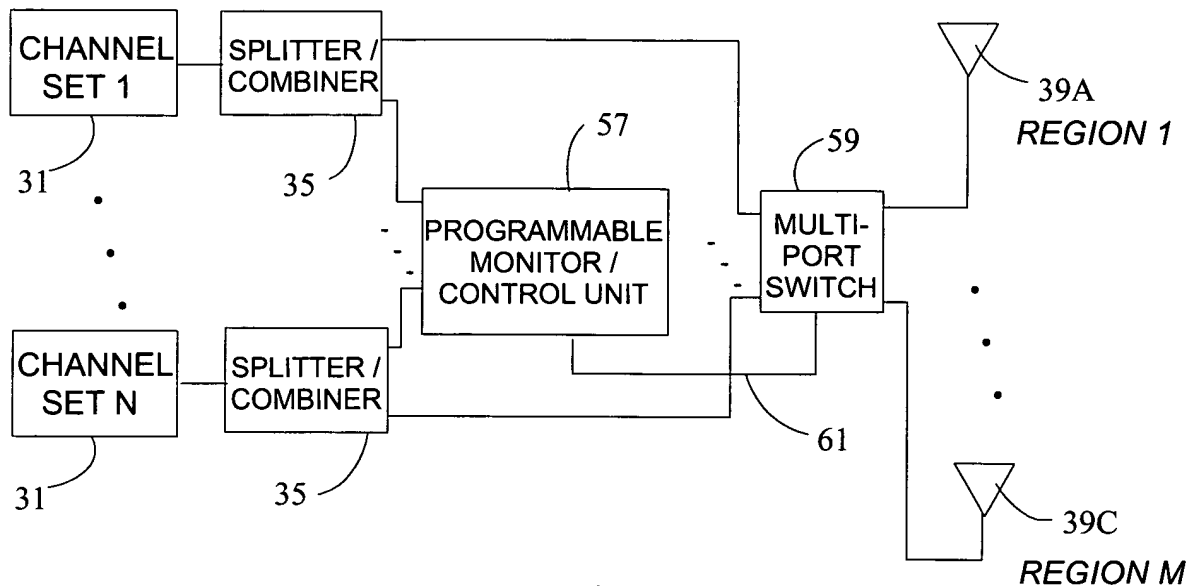 CHANNEL
SET 1
SPLITTER /
COMBINER
31
35
57
PROGRAMMABLE
MONITOR /
CONTROL UNIT
59
MULTI-
PORT
SWITCH
39A
REGION 1
CHANNEL
SET N
SPLITTER /
COMBINER
31
35
61
39C
REGION M